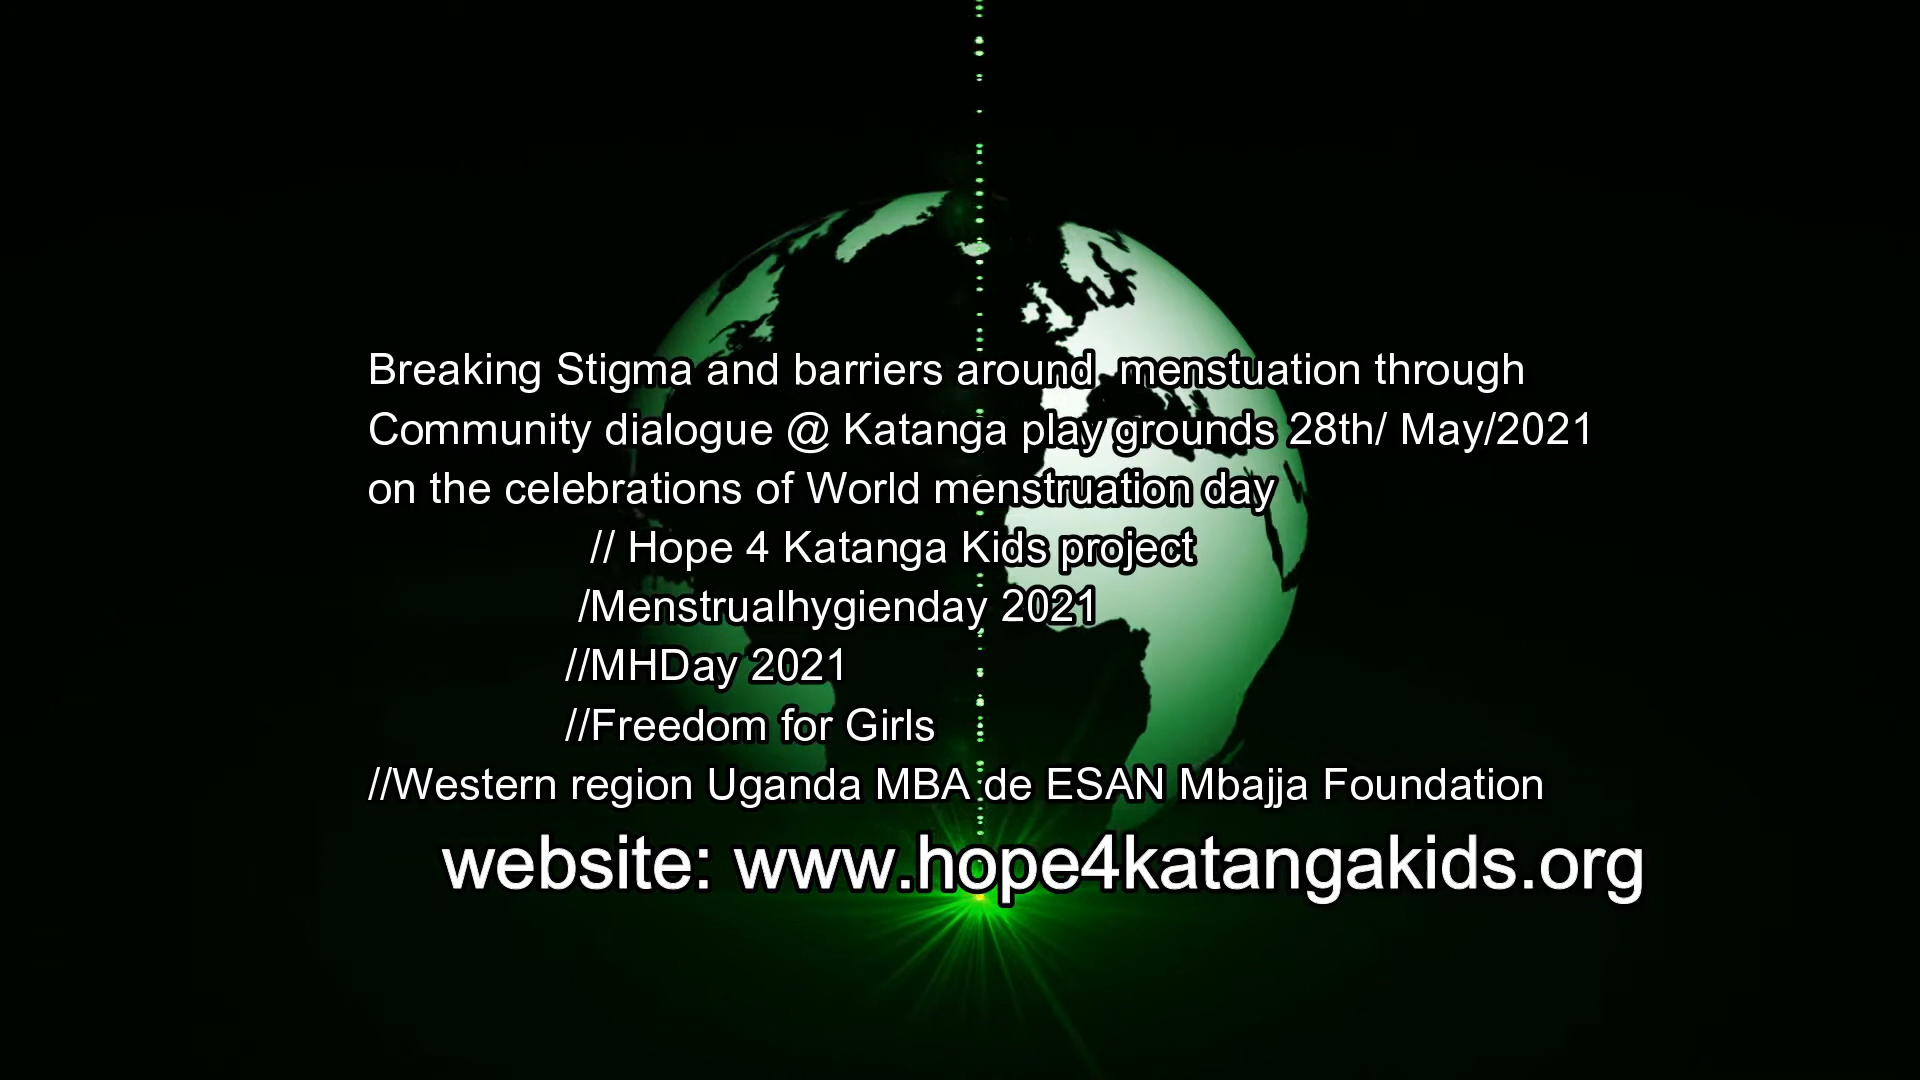 Breaking Stigma and barriers around  menstuation through
Community dialogue @ Katanga play grounds 28th/ May/2021
on the celebrations of World menstruation day
// Hope 4 Katanga Kids project
/Menstrualhygienday 2021
//MHDay 2021
//Freedom for Girls
//Western region Uganda MBA de ESAN Mbajja Foundation
website: www.hope4katangakids.org